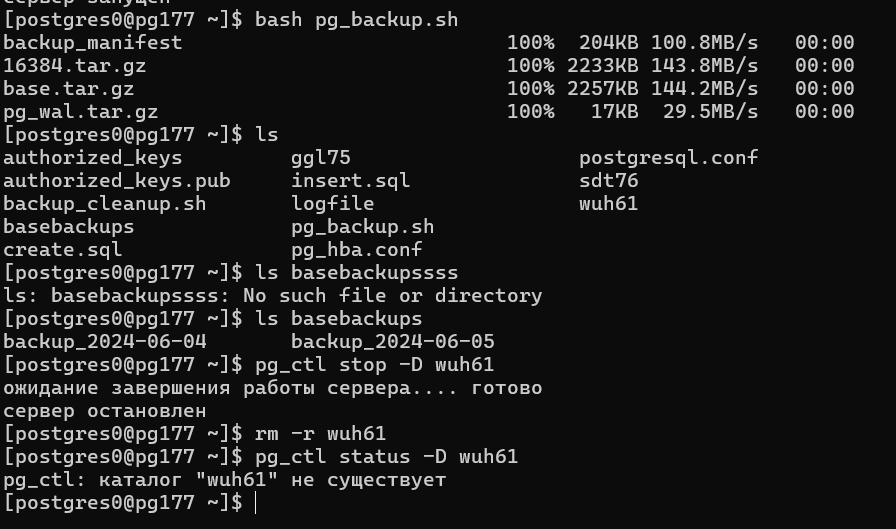 сервер запущен
[postgres0@pg177 ~]$ bash pg_backup.sh
backup_manifest 100% 204KB 100.8MB/s 00:00
16384.tar.gz 100% 2233KB 143.8MB/s 00:00
base.tar.gz 100% 2257KB 144.2MB/s 00:00
pg_wal.tar.gz 100% 17KB 29.5MB/s 00:00
[postgres0@pg177 ~]$ ls
authorized_keys ggl75 postgresql.conf
authorized_keys.pub insert.sql sdt76
backup_cleanup.sh logfile wuh61
basebackups pg_backup.sh
create.sql pg_hba.conf
[postgres0@pg177 ~]$ ls basebackupssss
ls: basebackupssss: No such file or directory
[postgres0@pg177 ~]$ ls basebackups
backup_2024-06-04 backup_2024-06-05
[postgres0@pg177 ~]$ pg_ctl stop -D wuh61
ожидание завершения работы сервера.... готово
сервер остановлен
[postgres0@pg177 ~]$ rm -r wuh61
[postgres0@pg177 ~]$ pg_ctl status -D wuh61
pg_ctl: каталог "wuh61" не существует
[postgres0@pg177 ~]$